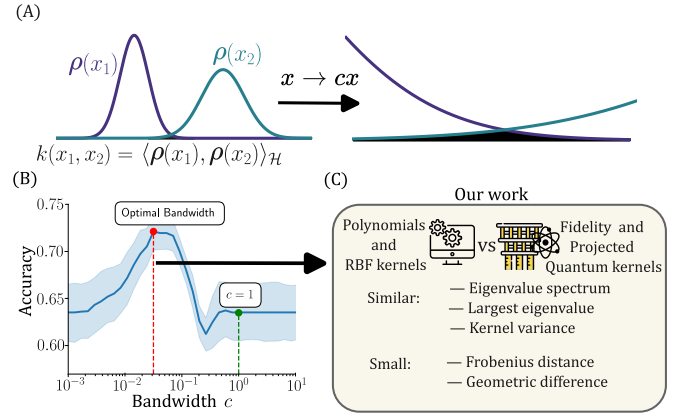 (A)
ρ(x₁)
ρ(x₂)
x → cx
k(x₁, x₂) = ⟨ρ(x₁), ρ(x₂)⟩_ℋ
(B)
0.75
0.70
0.65
0.60
Accuracy
Optimal Bandwidth
c = 1
10⁻³
10⁻²
10⁻¹
10⁰
10¹
Bandwidth c
(C)
Our work
Polynomials
and
RBF kernels
vs
Fidelity and
Projected
Quantum kernels
Similar:
— Eigenvalue spectrum
— Largest eigenvalue
— Kernel variance
Small:
— Frobenius distance
— Geometric difference